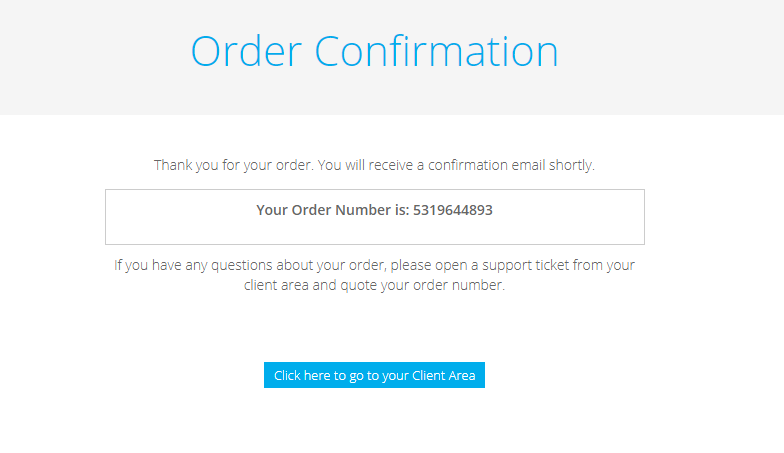 Order Confirmation
Thank you for your order. You will receive a confirmation email shortly.
Your Order Number is: 5319644893
If you have any questions about your order, please open a support ticket from your
client area and quote your order number.
Click here to go to your Client Area